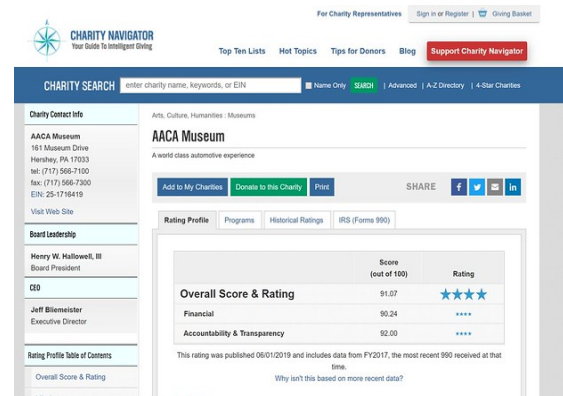 For Charity Representatives Sign in or Register | Giving Basket
CHARITY NAVIGATOR
Your Guide To Intelligent Giving
Top Ten Lists Hot Topics Tips for Donors Blog Support Charity Navigator
CHARITY SEARCH enter charity name, keywords, or EIN Name Only SEARCH | Advanced | A-Z Directory | 4-Star Charities
Charity Contact Info
AACA Museum
161 Museum Drive
Hershey, PA 17033
tel: (717) 566-7100
fax: (717) 566-7300
EIN: 25-1716419
Visit Web Site
Board Leadership
Henry W. Hallowell, III
Board President
CEO
Jeff Bliemeister
Executive Director
Rating Profile Table of Contents
Overall Score & Rating
Arts, Culture, Humanities : Museums
AACA Museum
A world class automotive experience
Add to My Charities Donate to this Charity Print SHARE
Rating Profile Programs Historical Ratings IRS (Forms 990)
Score
(out of 100) Rating
Overall Score & Rating 91.07
Financial 90.24
Accountability & Transparency 92.00
This rating was published 06/01/2019 and includes data from FY2017, the most recent 990 received at that
time.
Why isn't this based on more recent data?